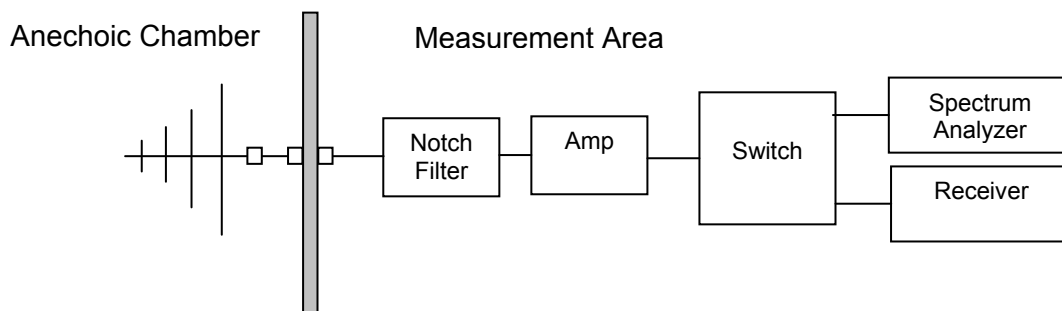 Anechoic Chamber
Measurement Area
Notch
Filter
Amp
Switch
Spectrum
Analyzer
Receiver